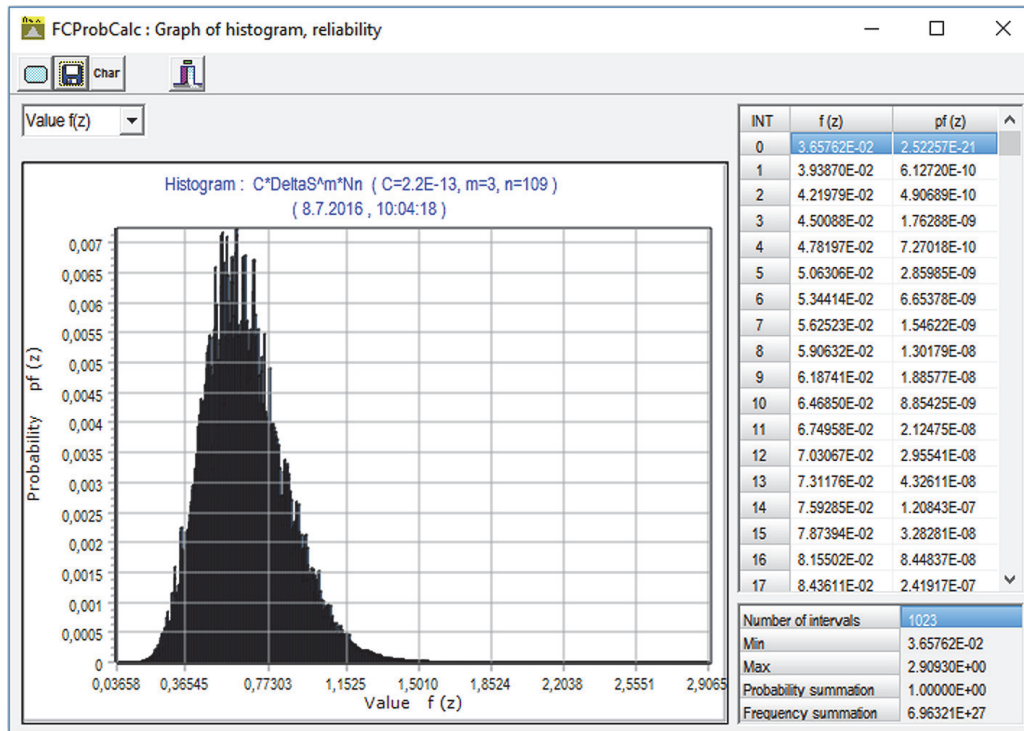 FCProbCalc : Graph of histogram, reliability
Char
Value f(z)
Histogram : C*DeltaS^m*Nn ( C=2.2E-13, m=3, n=109 )
( 8.7.2016 , 10:04:18 )
Probability pf (z)
0,007
0,0065
0,006
0,0055
0,005
0,0045
0,004
0,0035
0,003
0,0025
0,002
0,0015
0,001
0,0005
0
0,03658 0,36545 0,77303 1,1525 1,5010 1,8524 2,2038 2,5551 2,9065
Value f (z)
INT f (z) pf (z)
0 3.65762E-02 2.52257E-21
1 3.93870E-02 6.12720E-10
2 4.21979E-02 4.90689E-10
3 4.50088E-02 1.76288E-09
4 4.78197E-02 7.27018E-10
5 5.06306E-02 2.85985E-09
6 5.34414E-02 6.65378E-09
7 5.62523E-02 1.54622E-09
8 5.90632E-02 1.30179E-08
9 6.18741E-02 1.88577E-08
10 6.46850E-02 8.85425E-09
11 6.74958E-02 2.12475E-08
12 7.03067E-02 2.95541E-08
13 7.31176E-02 4.32611E-08
14 7.59285E-02 1.20843E-07
15 7.87394E-02 3.28281E-08
16 8.15502E-02 8.44837E-08
17 8.43611E-02 2.41917E-07
Number of intervals 1023
Min 3.65762E-02
Max 2.90930E+00
Probability summation 1.00000E+00
Frequency summation 6.96321E+27